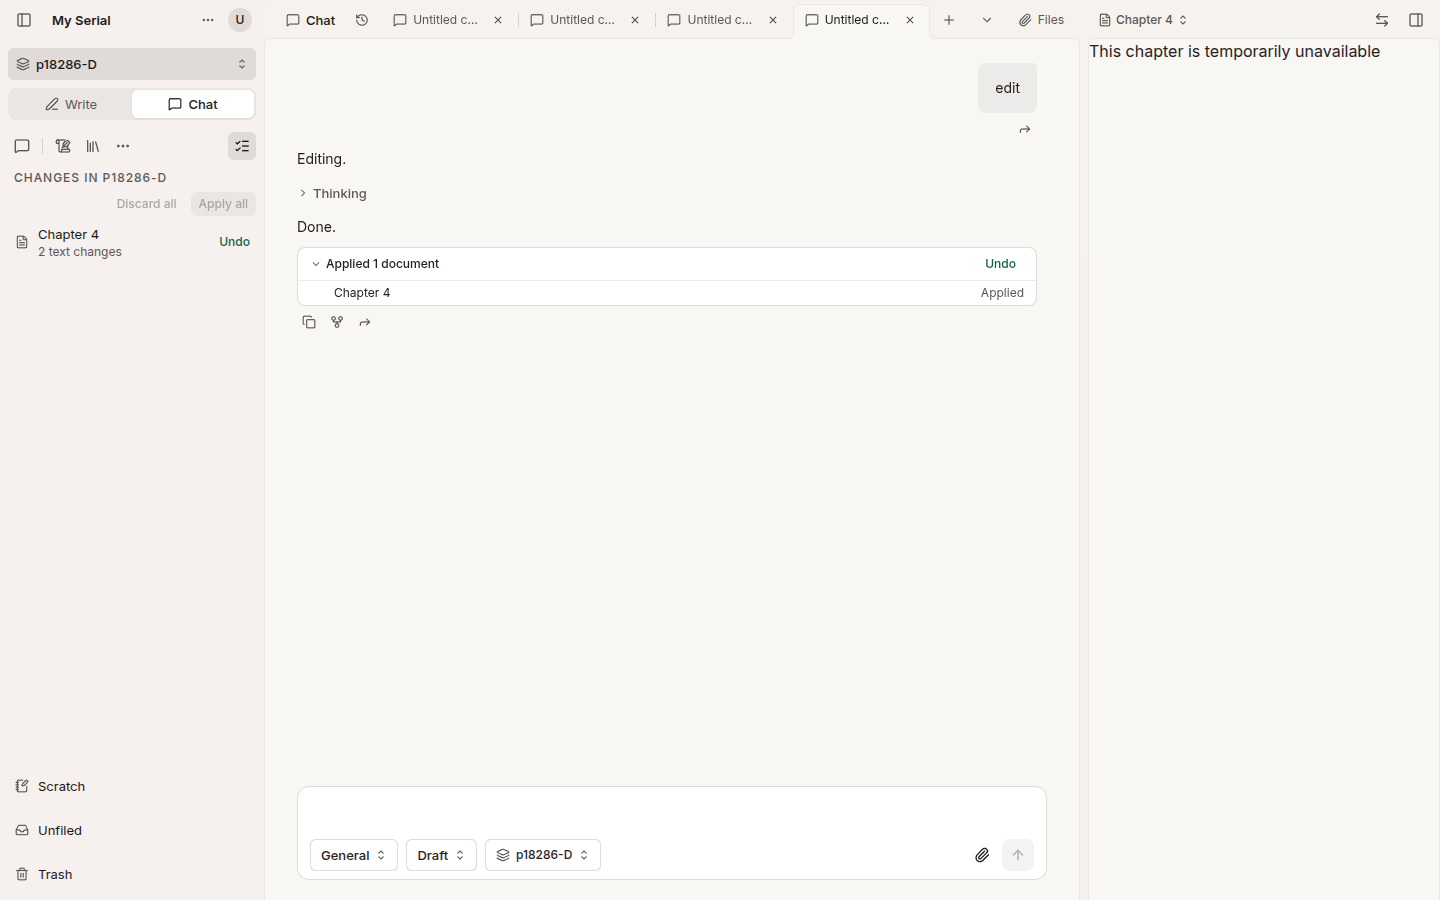 My Serial
U
p18286-D
Write
Chat
CHANGES IN P18286-D
Discard all
Apply all
Chapter 4
2 text changes
Undo
Scratch
Unfiled
Trash
Chat
Untitled c...
Untitled c...
Untitled c...
Untitled c...
Files
edit
Editing.
Thinking
Done.
Applied 1 document
Undo
Chapter 4
Applied
General
Draft
p18286-D
Chapter 4
This chapter is temporarily unavailable